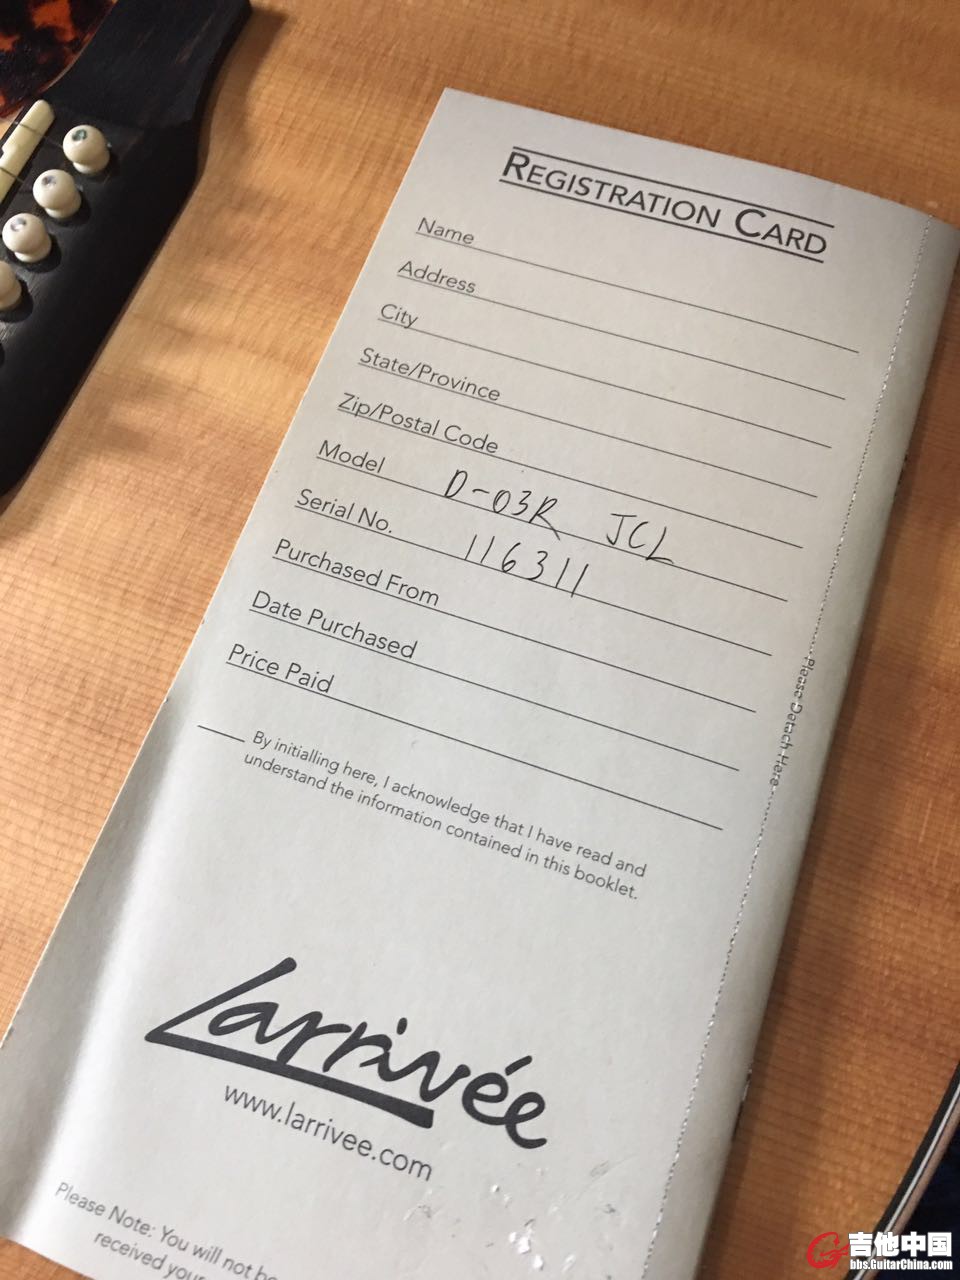 REGISTRATION CARD
Name
Address
City
State/Province
Zip/Postal Code
Model D-03R JCL
Serial No. 116311
Purchased From
Date Purchased
Price Paid
By initialling here, I acknowledge that I have read and
understand the information contained in this booklet.
Please Detach Here
Larrivée
www.larrivee.com
Please Note: You will not be
received your
吉他中国
bbs.GuitarChina.com